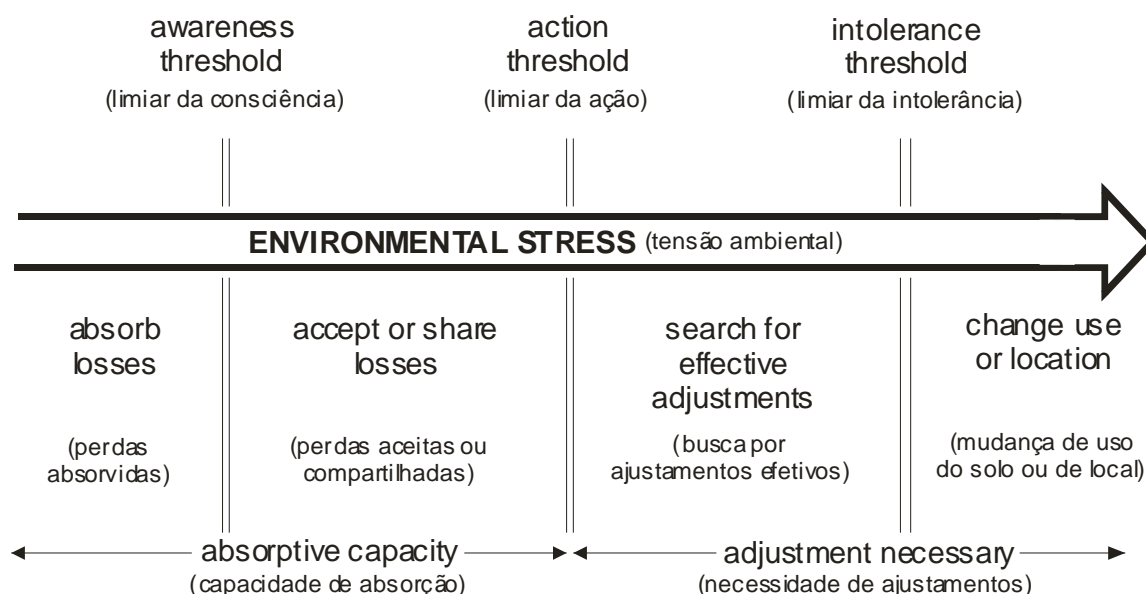 awareness
threshold
(limiar da consciência)
action
threshold
(limiar da ação)
intolerance
threshold
(limiar da intolerância)
ENVIRONMENTAL STRESS (tensão ambiental)
absorb
losses
(perdas
absorvidas)
accept or share
losses
(perdas aceitas ou
compartilhadas)
search for
effective
adjustments
(busca por
ajustamentos efetivos)
change use
or location
(mudança de uso
do solo ou de local)
absorptive capacity
(capacidade de absorção)
adjustment necessary
(necessidade de ajustamentos)